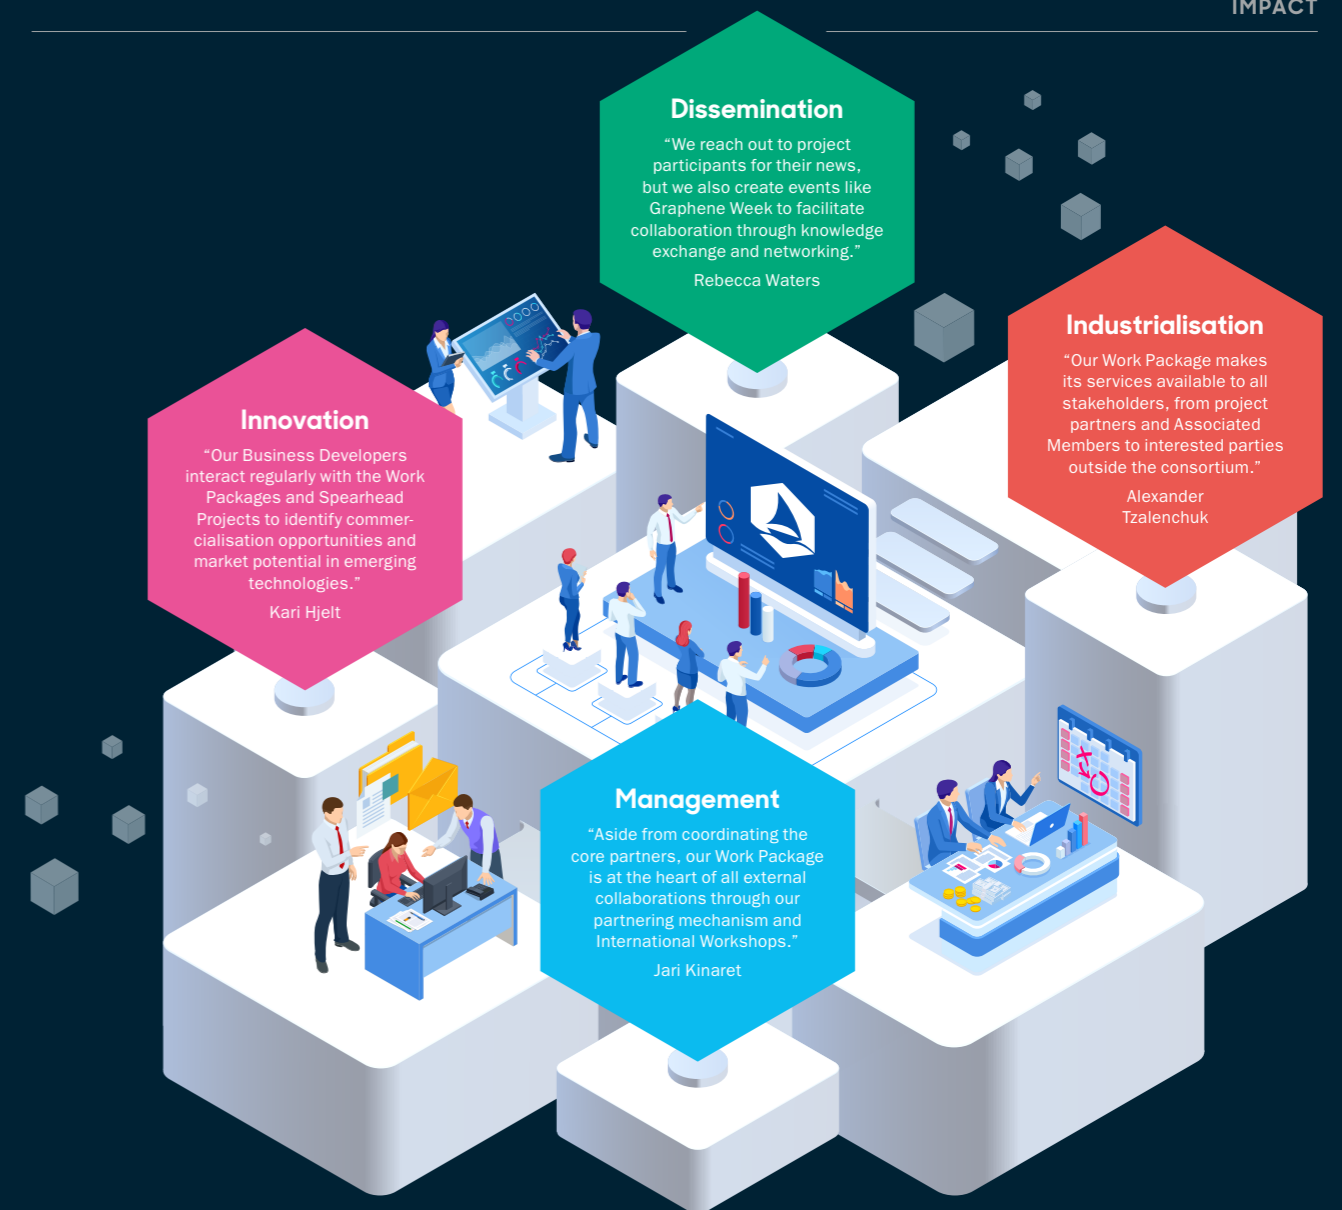 IMPACT
Dissemination
“We reach out to project
participants for their news,
but we also create events like
Graphene Week to facilitate
collaboration through knowledge
exchange and networking.”
Rebecca Waters
Industrialisation
“Our Work Package makes
its services available to all
stakeholders, from project
partners and Associated
Members to interested parties
outside the consortium.”
Alexander
Tzalenchuk
Innovation
“Our Business Developers
interact regularly with the Work
Packages and Spearhead
Projects to identify commer-
cialisation opportunities and
market potential in emerging
technologies.”
Kari Hjelt
Management
“Aside from coordinating the
core partners, our Work Package
is at the heart of all external
collaborations through our
partnering mechanism and
International Workshops.”
Jari Kinaret